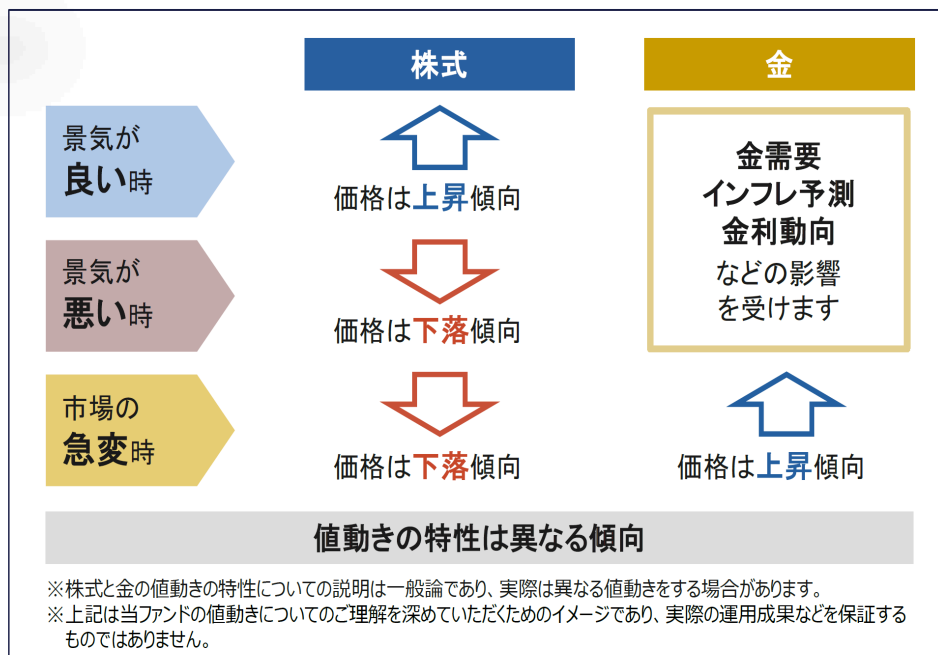 株式
金
景気が
良い時
価格は上昇傾向
金需要
インフレ予測
金利動向
などの影響
を受けます
景気が
悪い時
価格は下落傾向
市場の
急変時
価格は下落傾向
価格は上昇傾向
値動きの特性は異なる傾向
※株式と金の値動きの特性についての説明は一般論であり、実際は異なる値動きをする場合があります。
※上記は当ファンドの値動きについてのご理解を深めていただくためのイメージであり、実際の運用成果などを保証する
ものではありません。